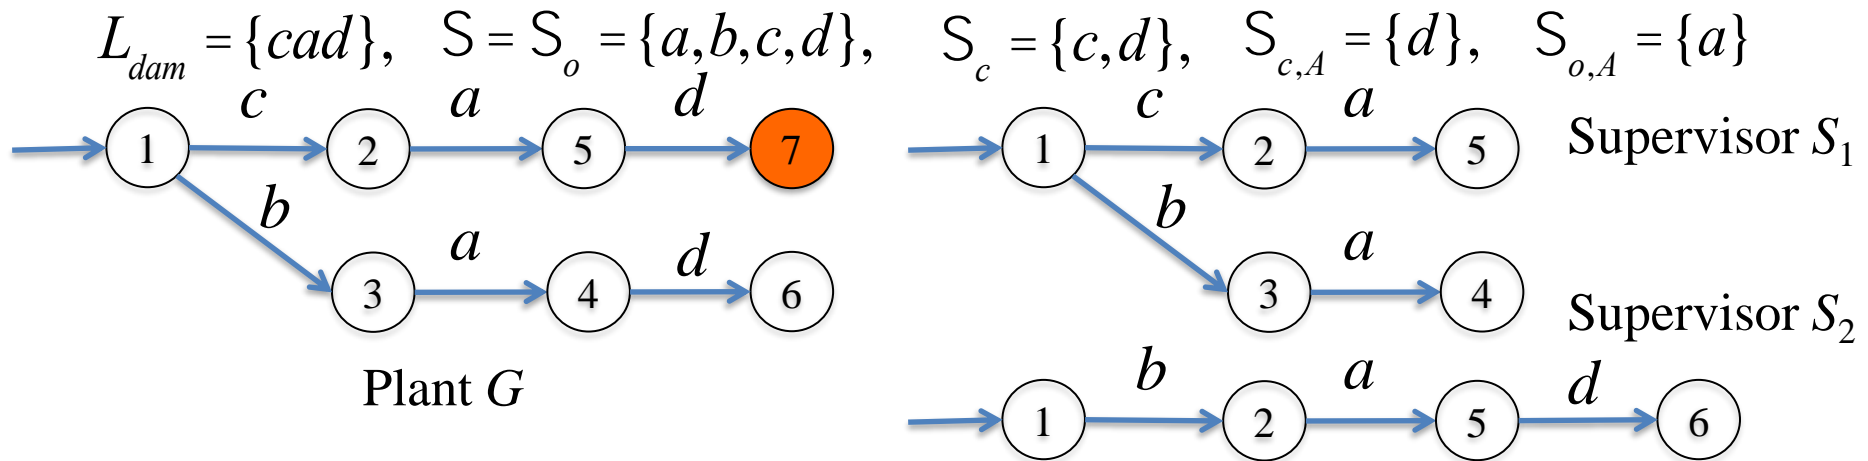 L_dam = {cad}, S = S_o = {a,b,c,d}, S_c = {c,d}, S_c,A = {d}, S_o,A = {a}
c a d
1 2 5 7
b
a d
3 4 6
Plant G
c a
1 2 5 Supervisor S_1
b
a
3 4
Supervisor S_2
b a d
1 2 5 6